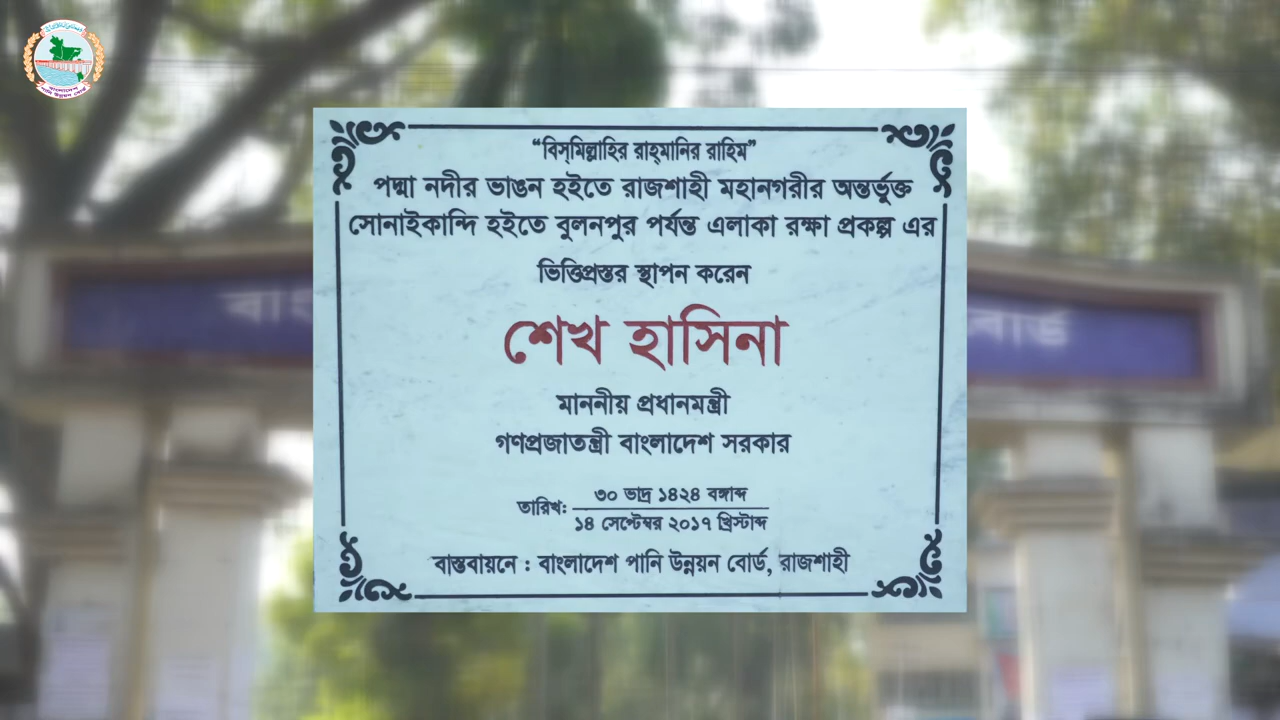 বাংলাদেশ
পানি উন্নয়ন বোর্ড
“বিস্‌মিল্লাহির রাহ্‌মানির রাহিম”
পদ্মা নদীর ভাঙন হইতে রাজশাহী মহানগরীর অন্তর্ভুক্ত
সোনাইকান্দি হইতে বুলনপুর পর্যন্ত এলাকা রক্ষা প্রকল্প এর
ভিত্তিপ্রস্তর স্থাপন করেন
শেখ হাসিনা
মাননীয় প্রধানমন্ত্রী
গণপ্রজাতন্ত্রী বাংলাদেশ সরকার
তারিখ: ৩০ ভাদ্র ১৪২৪ বঙ্গাব্দ
১৪ সেপ্টেম্বর ২০১৭ খ্রিস্টাব্দ
বাস্তবায়নে : বাংলাদেশ পানি উন্নয়ন বোর্ড, রাজশাহী
বোর্ড